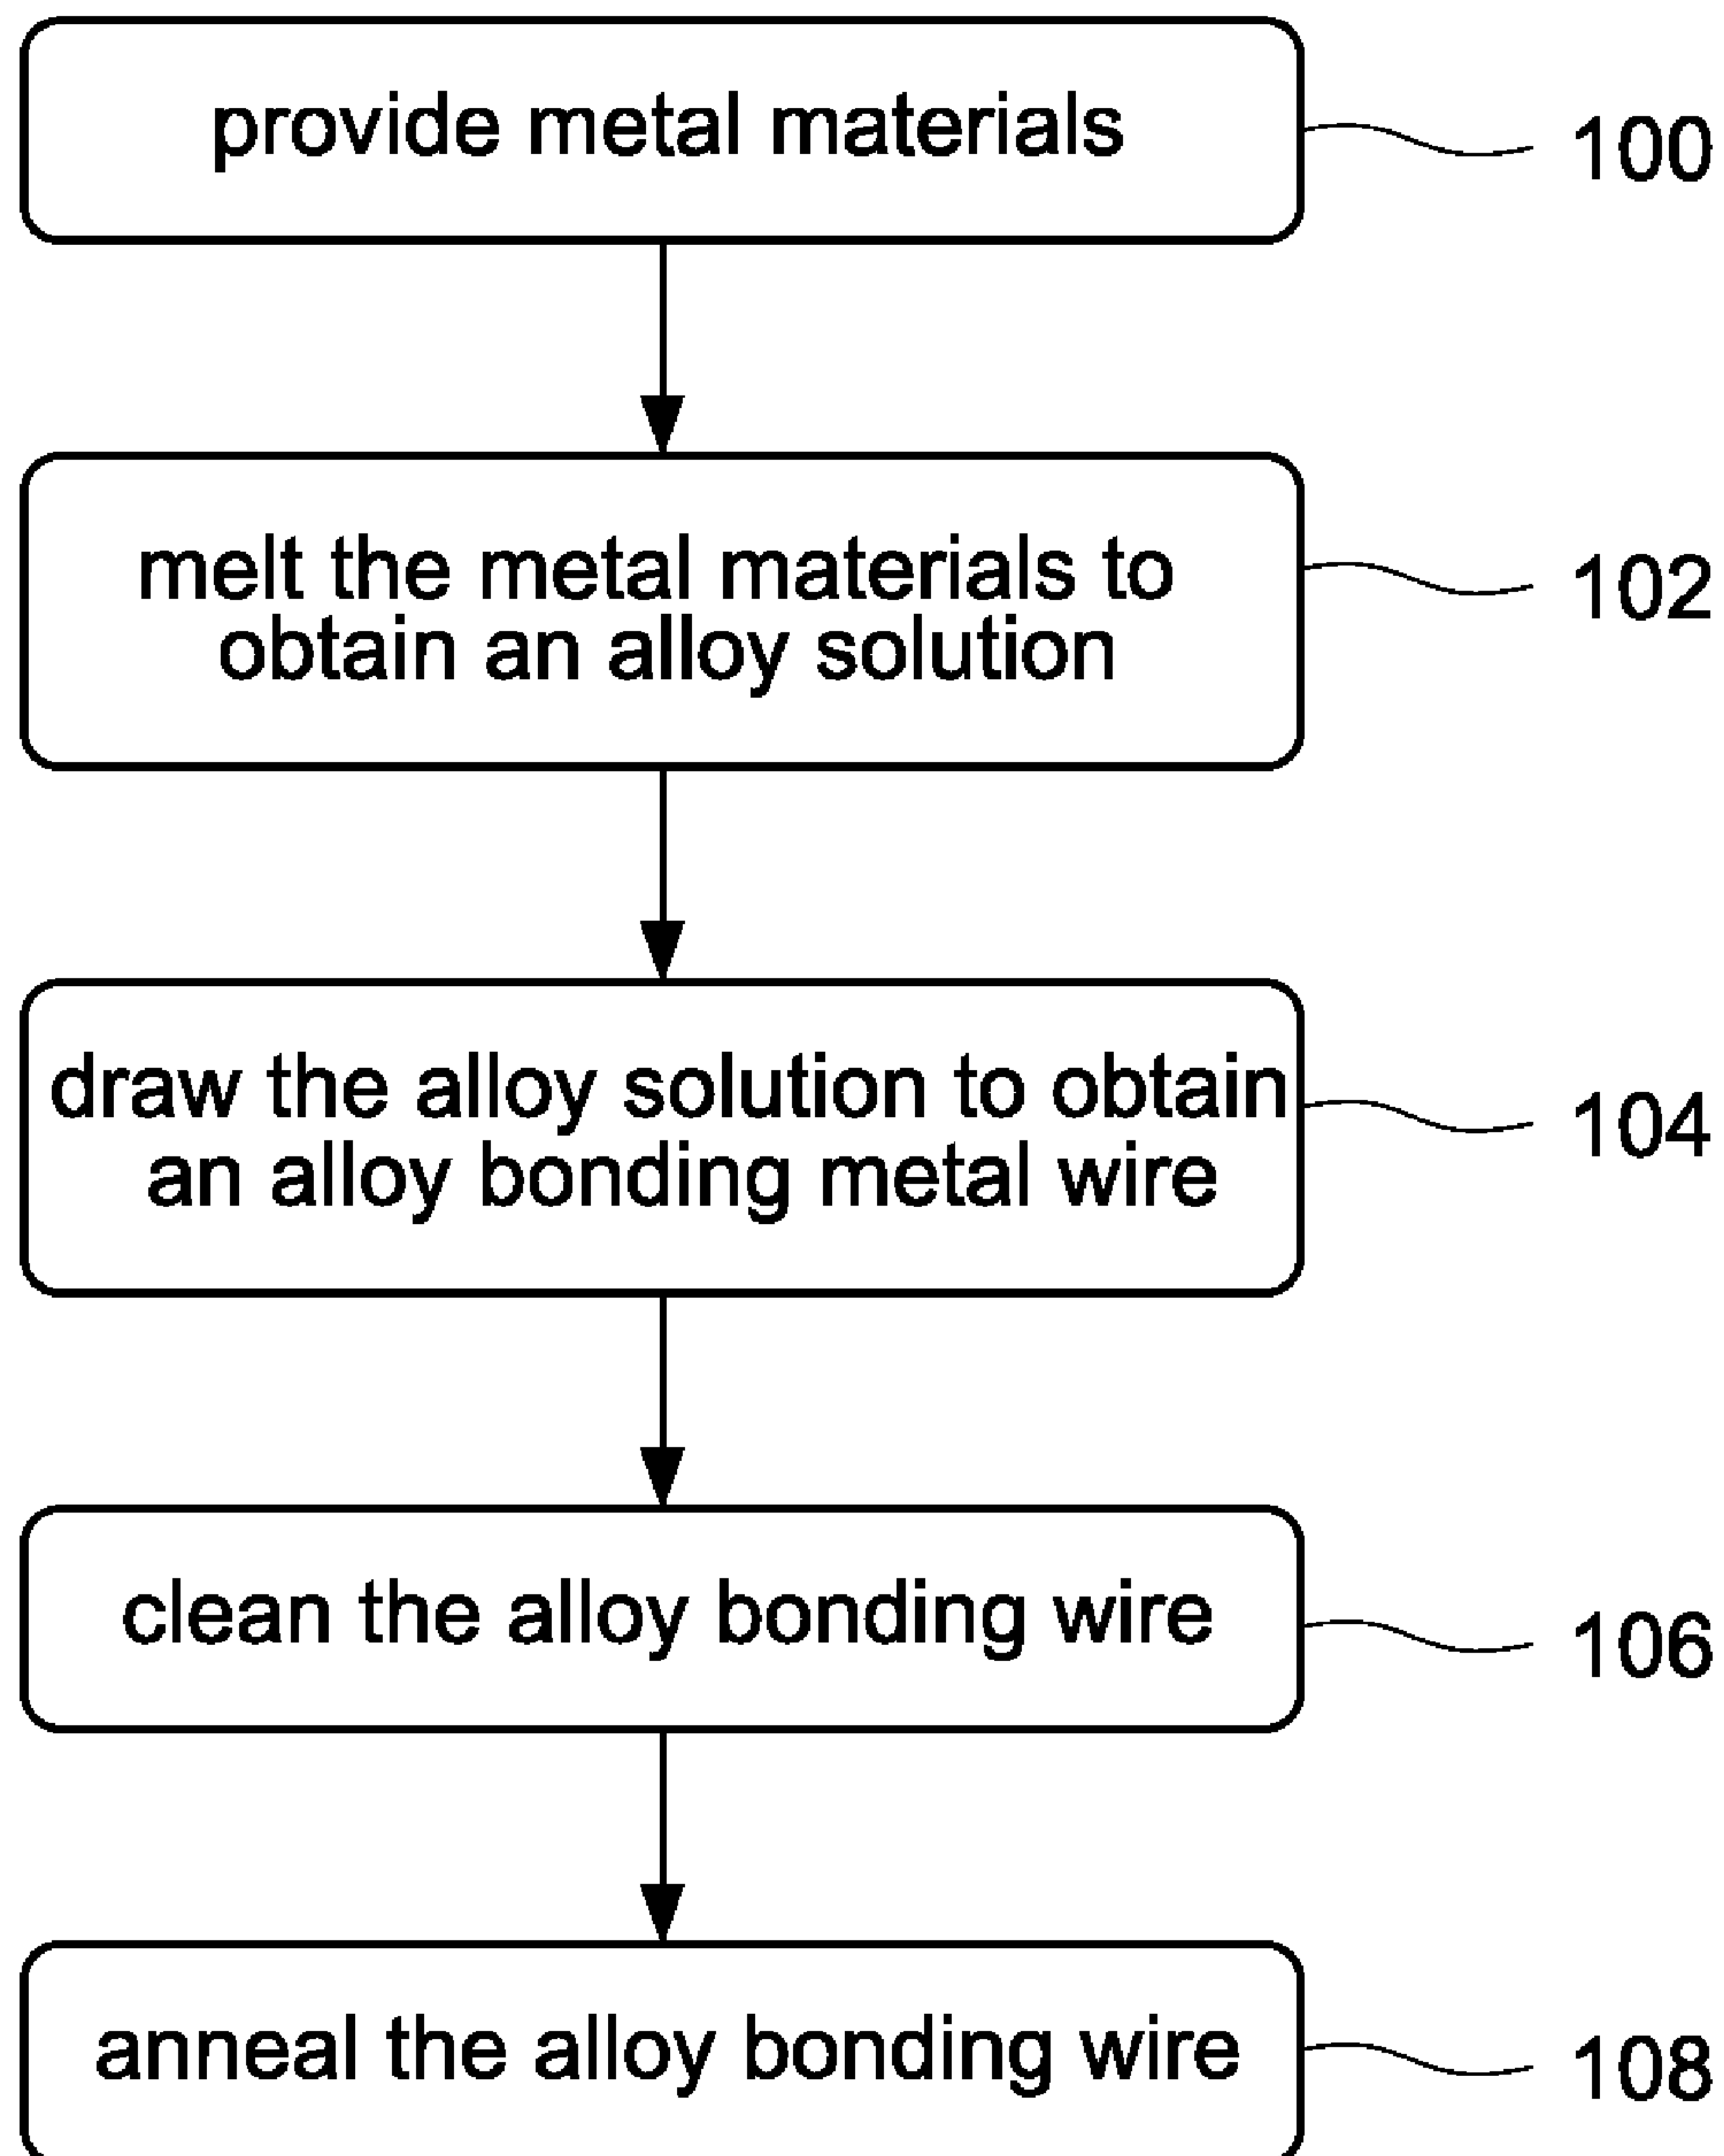 provide metal materials
100
melt the metal materials to
obtain an alloy solution
102
draw the alloy solution to obtain
an alloy bonding metal wire
104
clean the alloy bonding wire
106
anneal the alloy bonding wire
108